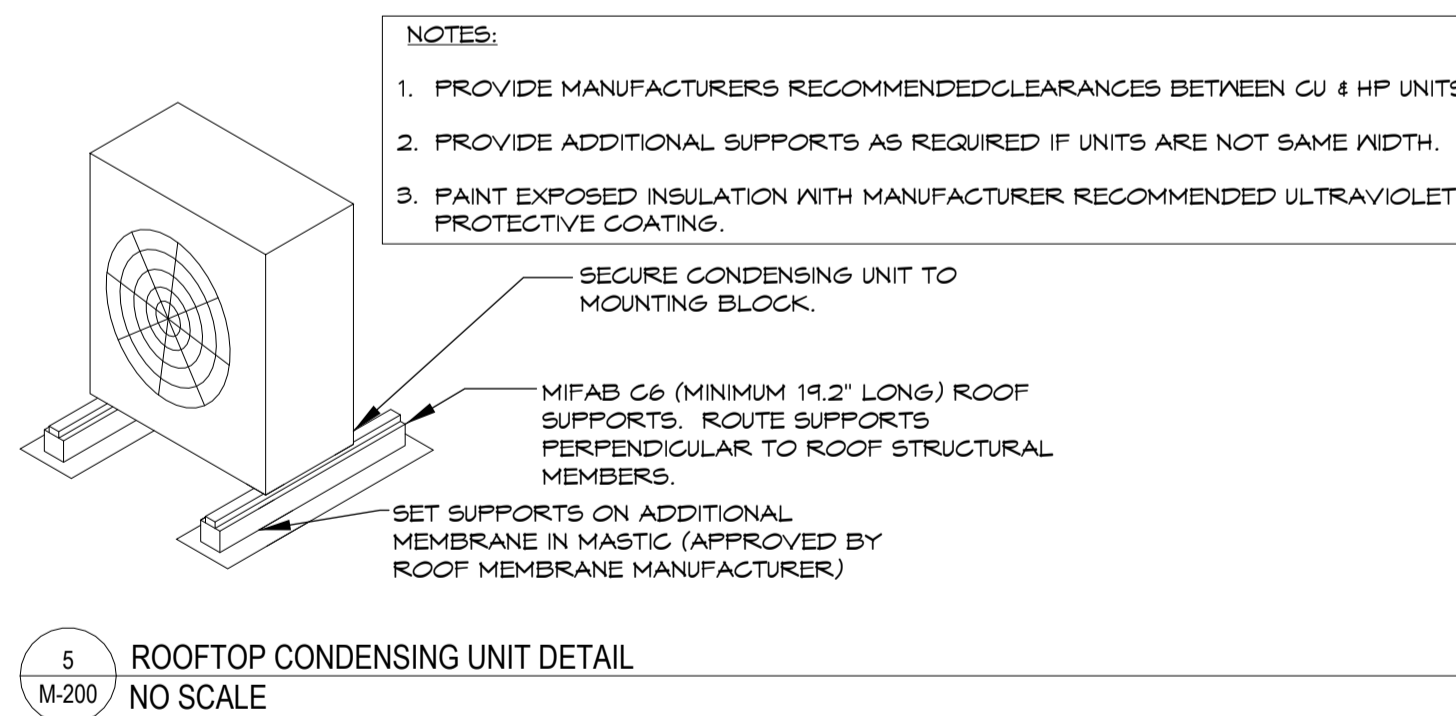 NOTES:
1. PROVIDE MANUFACTURERS RECOMMENDEDCLEARANCES BETWEEN CU & HP UNITS
2. PROVIDE ADDITIONAL SUPPORTS AS REQUIRED IF UNITS ARE NOT SAME WIDTH.
3. PAINT EXPOSED INSULATION WITH MANUFACTURER RECOMMENDED ULTRAVIOLET
PROTECTIVE COATING.
SECURE CONDENSING UNIT TO
MOUNTING BLOCK.
MIFAB C6 (MINIMUM 19.2" LONG) ROOF
SUPPORTS. ROUTE SUPPORTS
PERPENDICULAR TO ROOF STRUCTURAL
MEMBERS.
SET SUPPORTS ON ADDITIONAL
MEMBRANE IN MASTIC (APPROVED BY
ROOF MEMBRANE MANUFACTURER)
5 ROOFTOP CONDENSING UNIT DETAIL
M-200 NO SCALE